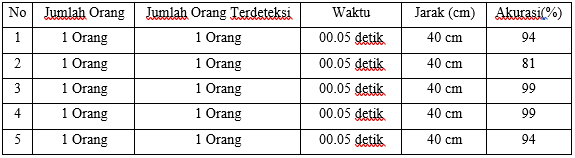 No Jumlah Orang Jumlah Orang Terdeteksi Waktu Jarak (cm) Akurasi(%)
1 1 Orang 1 Orang 00.05 detik 40 cm 94
2 1 Orang 1 Orang 00.05 detik 40 cm 81
3 1 Orang 1 Orang 00.05 detik 40 cm 99
4 1 Orang 1 Orang 00.05 detik 40 cm 99
5 1 Orang 1 Orang 00.05 detik 40 cm 94